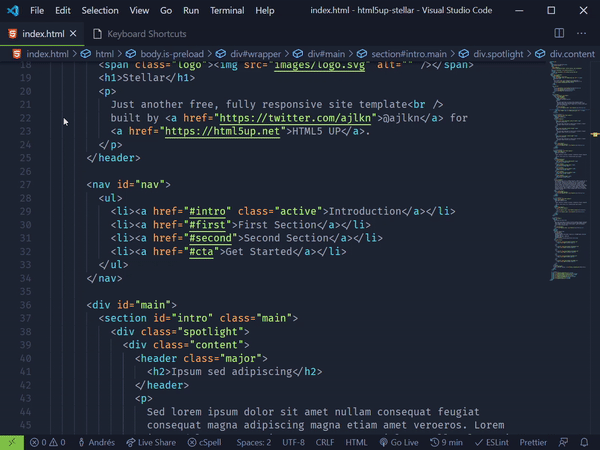 File Edit Selection View Go Run Terminal Help index.html - html5up-stellar - Visual Studio Code
index.html Keyboard Shortcuts
index.html > html > body.is-preload > div#wrapper > div#main > section#intro.main > div.spotlight > div.content
18 <span class="logo"><img src="images/logo.svg" alt="" /></span>
19 <h1>Stellar</h1>
20 <p>
21 Just another free, fully responsive site template<br />
22 built by <a href="https://twitter.com/ajlkn">@ajlkn</a> for
23 <a href="https://html5up.net">HTML5 UP</a>.
24 </p>
25 </header>
26
27 <nav id="nav">
28 <ul>
29 <li><a href="#intro" class="active">Introduction</a></li>
30 <li><a href="#first">First Section</a></li>
31 <li><a href="#second">Second Section</a></li>
32 <li><a href="#cta">Get Started</a></li>
33 </ul>
34 </nav>
35
36 <div id="main">
37 <section id="intro" class="main">
38 <div class="spotlight">
39 <div class="content">
40 <header class="major">
41 <h2>Ipsum sed adipiscing</h2>
42 </header>
43 <p>
44 Sed lorem ipsum dolor sit amet nullam consequat feugiat
45 consequat magna adipiscing magna etiam amet veroeros. Lorem
0 0 Andrés Live Share cSpell Spaces: 2 UTF-8 CRLF HTML Go Live 9 min ESLint Prettier